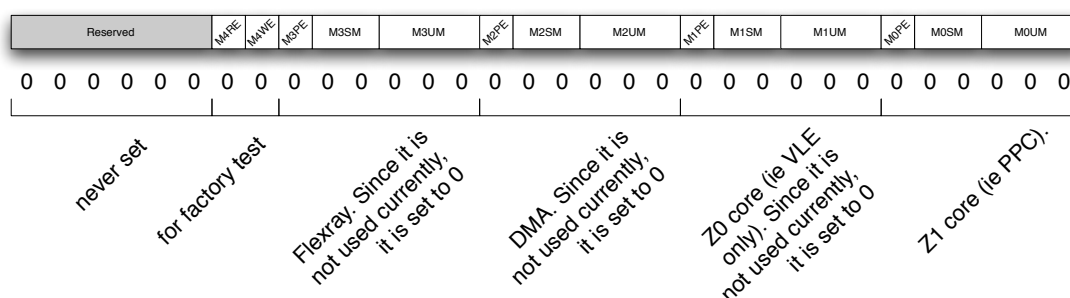 Reserved M4RE M4WE M3PE M3SM M3UM M2PE M2SM M2UM M1PE M1SM M1UM M0PE M0SM M0UM
0 0 0 0 0 0 0 0 0 0 0 0 0 0 0 0 0 0 0 0 0 0 0 0 0 0 0 0 0 0 0 0
never set
for factory test
Flexray. Since it is
not used currently,
it is set to 0
DMA. Since it is
not used currently,
it is set to 0
Z0 core (ie VLE
only). Since it is
not used currently,
it is set to 0
Z1 core (ie PPC).